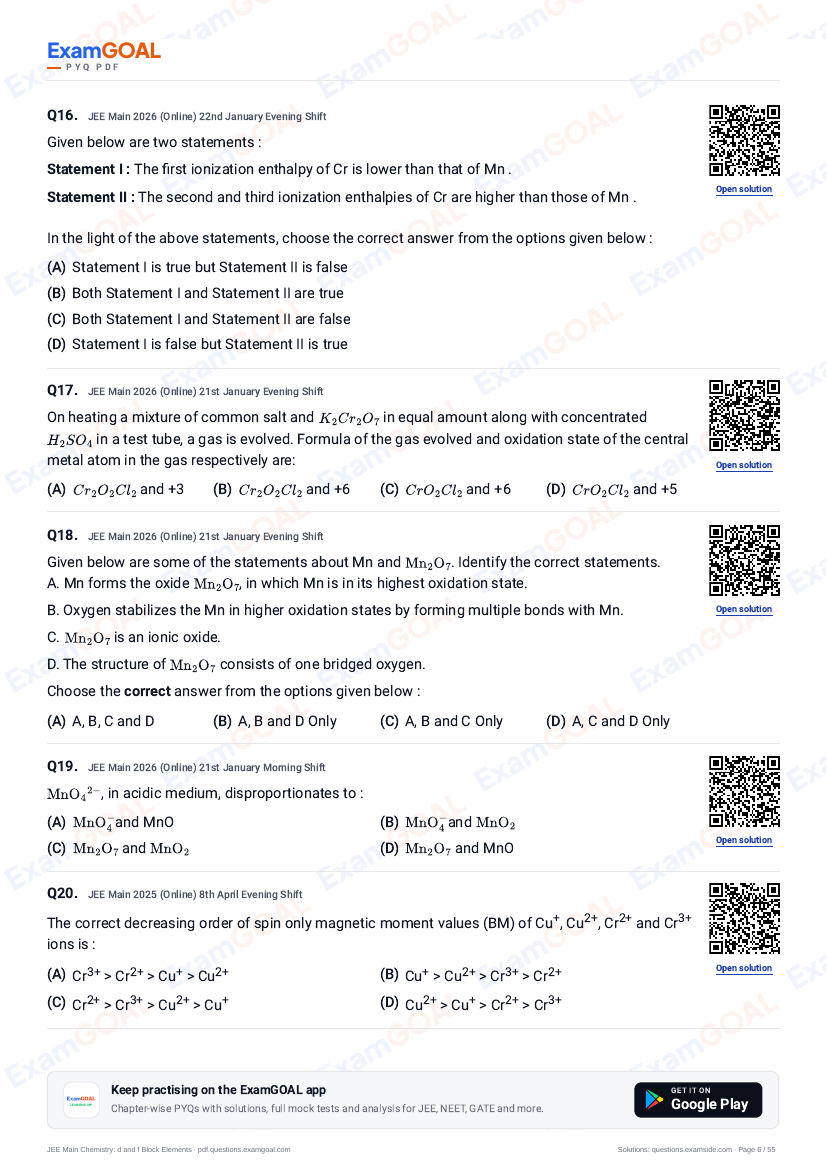 ExamGOAL
PYQ PDF
Q16. JEE Main 2026 (Online) 22nd January Evening Shift
Given below are two statements :
Statement I : The first ionization enthalpy of Cr is lower than that of Mn .
Statement II : The second and third ionization enthalpies of Cr are higher than those of Mn .
Open solution
In the light of the above statements, choose the correct answer from the options given below :
(A) Statement I is true but Statement II is false
(B) Both Statement I and Statement II are true
(C) Both Statement I and Statement II are false
(D) Statement I is false but Statement II is true
Q17. JEE Main 2026 (Online) 21st January Evening Shift
On heating a mixture of common salt and K₂Cr₂O₇ in equal amount along with concentrated
H₂SO₄ in a test tube, a gas is evolved. Formula of the gas evolved and oxidation state of the central
metal atom in the gas respectively are:
Open solution
(A) Cr₂O₂Cl₂ and +3 (B) Cr₂O₂Cl₂ and +6 (C) CrO₂Cl₂ and +6 (D) CrO₂Cl₂ and +5
Q18. JEE Main 2026 (Online) 21st January Evening Shift
Given below are some of the statements about Mn and Mn₂O₇. Identify the correct statements.
A. Mn forms the oxide Mn₂O₇, in which Mn is in its highest oxidation state.
B. Oxygen stabilizes the Mn in higher oxidation states by forming multiple bonds with Mn.
Open solution
C. Mn₂O₇ is an ionic oxide.
D. The structure of Mn₂O₇ consists of one bridged oxygen.
Choose the correct answer from the options given below :
(A) A, B, C and D (B) A, B and D Only (C) A, B and C Only (D) A, C and D Only
Q19. JEE Main 2026 (Online) 21st January Morning Shift
MnO₄²⁻, in acidic medium, disproportionates to :
(A) MnO₄⁻ and MnO (B) MnO₄⁻ and MnO₂
Open solution
(C) Mn₂O₇ and MnO₂ (D) Mn₂O₇ and MnO
Q20. JEE Main 2025 (Online) 8th April Evening Shift
The correct decreasing order of spin only magnetic moment values (BM) of Cu⁺, Cu²⁺, Cr²⁺ and Cr³⁺
ions is :
Open solution
(A) Cr³⁺ > Cr²⁺ > Cu⁺ > Cu²⁺ (B) Cu⁺ > Cu²⁺ > Cr³⁺ > Cr²⁺
(C) Cr²⁺ > Cr³⁺ > Cu²⁺ > Cu⁺ (D) Cu²⁺ > Cu⁺ > Cr²⁺ > Cr³⁺
ExamGOAL
Keep practising on the ExamGOAL app
Chapter-wise PYQs with solutions, full mock tests and analysis for JEE, NEET, GATE and more.
GET IT ON
Google Play
JEE Main Chemistry: d and f Block Elements · pdf.questions.examgoal.com
Solutions: questions.examside.com · Page 6 / 55